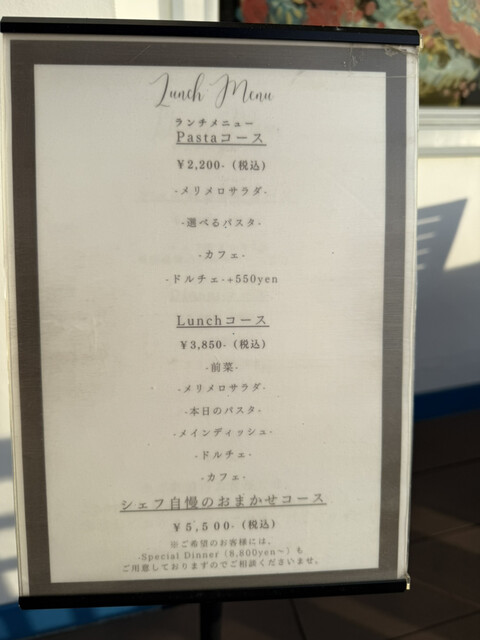 Lunch Menu
ランチメニュー
Pastaコース
¥2,200-（税込）
-メリメロサラダ-
-選べるパスタ-
-カフェ-
-ドルチェ-+550yen
Lunchコース
¥3,850-（税込）
-前菜-
-メリメロサラダ-
-本日のパスタ-
-メインディッシュ-
-ドルチェ-
-カフェ-
シェフ自慢のおまかせコース
¥5,500-（税込）
※ご希望のお客様には、
-Special Dinner（8,800yen〜）も
ご用意しておりますのでご相談くださいませ。